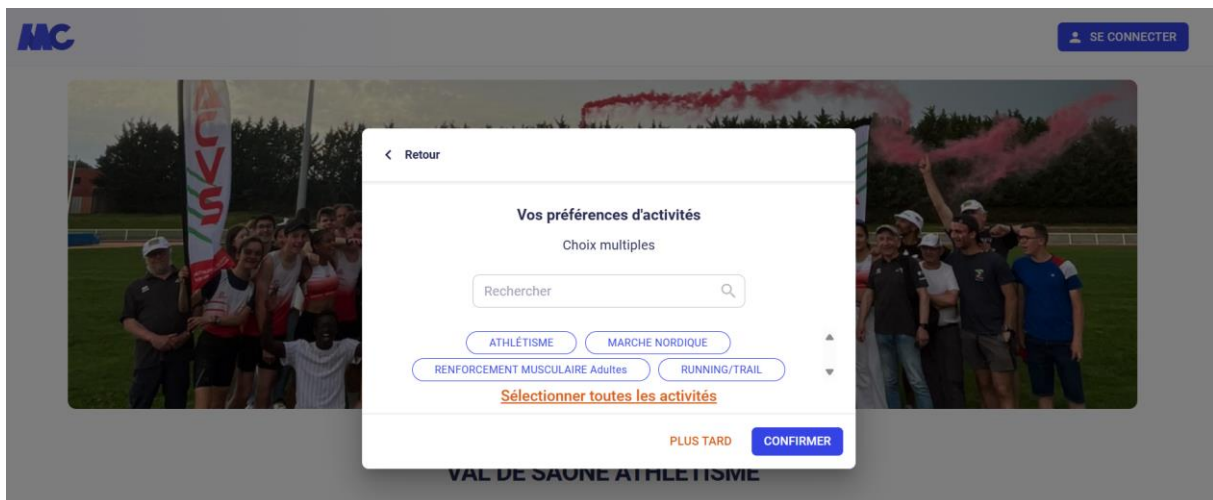 MC
SE CONNECTER
ACVS
Retour
Vos préférences d'activités
Choix multiples
Rechercher
ATHLÉTISME
MARCHE NORDIQUE
RENFORCEMENT MUSCULAIRE Adultes
RUNNING/TRAIL
Sélectionner toutes les activités
PLUS TARD
CONFIRMER
VAL DE SAONE ATHLETISME